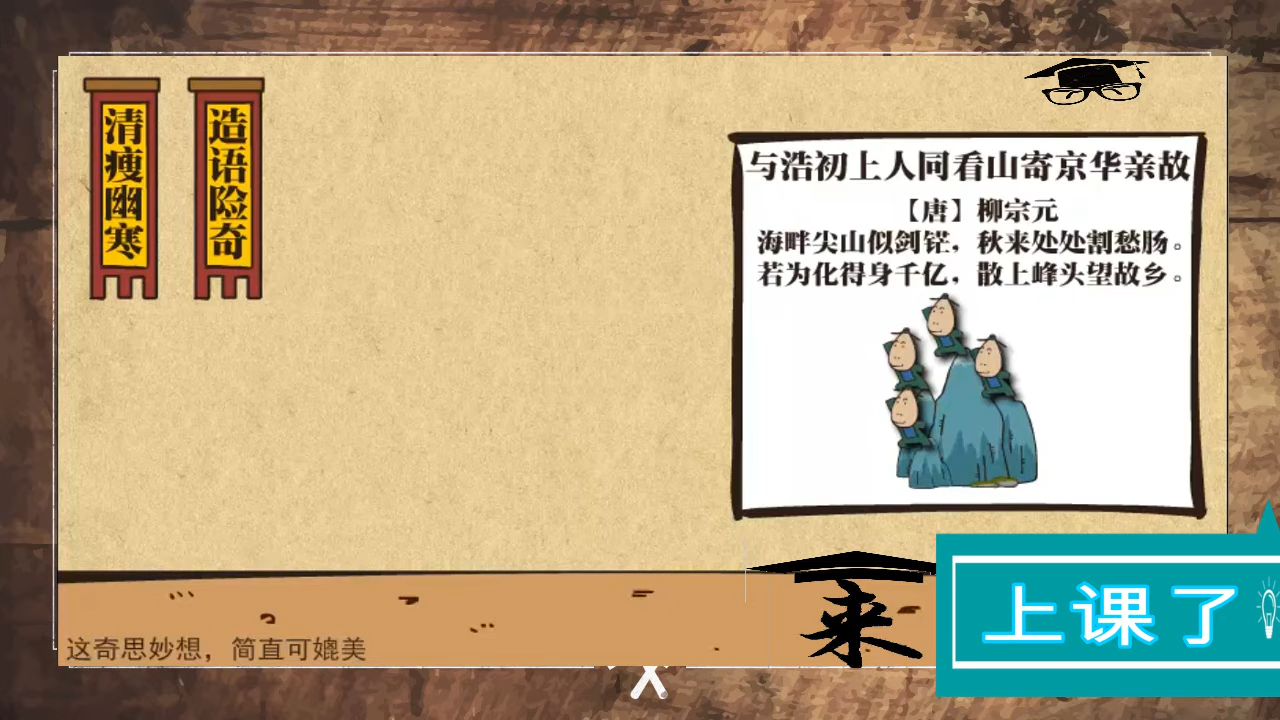 清瘦幽寒
造语险奇
与浩初上人同看山寄京华亲故
【唐】柳宗元
海畔尖山似剑铓，秋来处处割愁肠。
若为化得身千亿，散上峰头望故乡。
这奇思妙想，简直可媲美
来
上课了